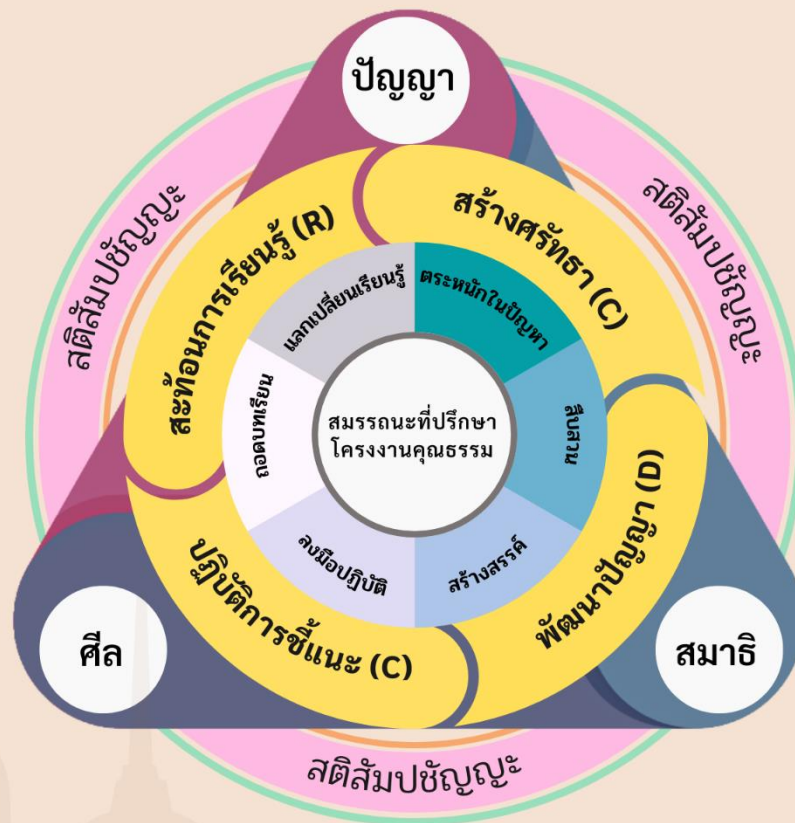 ปัญญา
สติสัมปชัญญะ
สติสัมปชัญญะ
สะท้อนการเรียนรู้ (R)
สร้างศรัทธา (C)
แลกเปลี่ยนเรียนรู้
ตระหนักในปัญหา
ถอดบทเรียน
สมรรถนะที่ปรึกษา
โครงงานคุณธรรม
สืบสวน
ลงมือปฏิบัติ
สร้างสรรค์
ปฏิบัติการชี้แนะ (C)
พัฒนาปัญญา (D)
ศีล
สมาธิ
สติสัมปชัญญะ